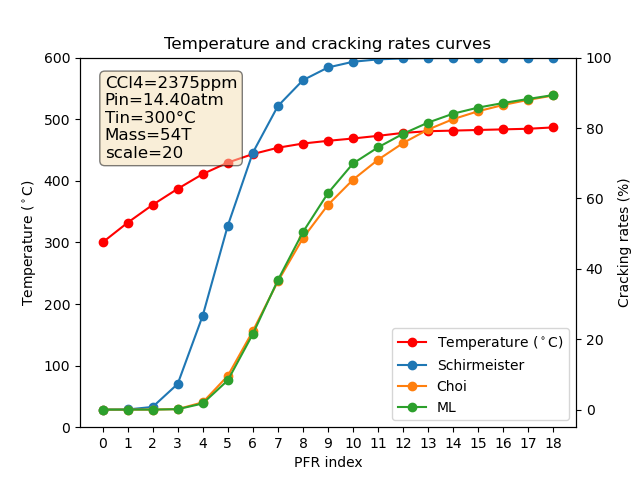 Temperature and cracking rates curves
CCl4=2375ppm
Pin=14.40atm
Tin=300°C
Mass=54T
scale=20
600
500
400
300
200
100
0
Temperature (°C)
100
80
60
40
20
0
Cracking rates (%)
Temperature (°C)
Schirmeister
Choi
ML
0 1 2 3 4 5 6 7 8 9 10 11 12 13 14 15 16 17 18
PFR index